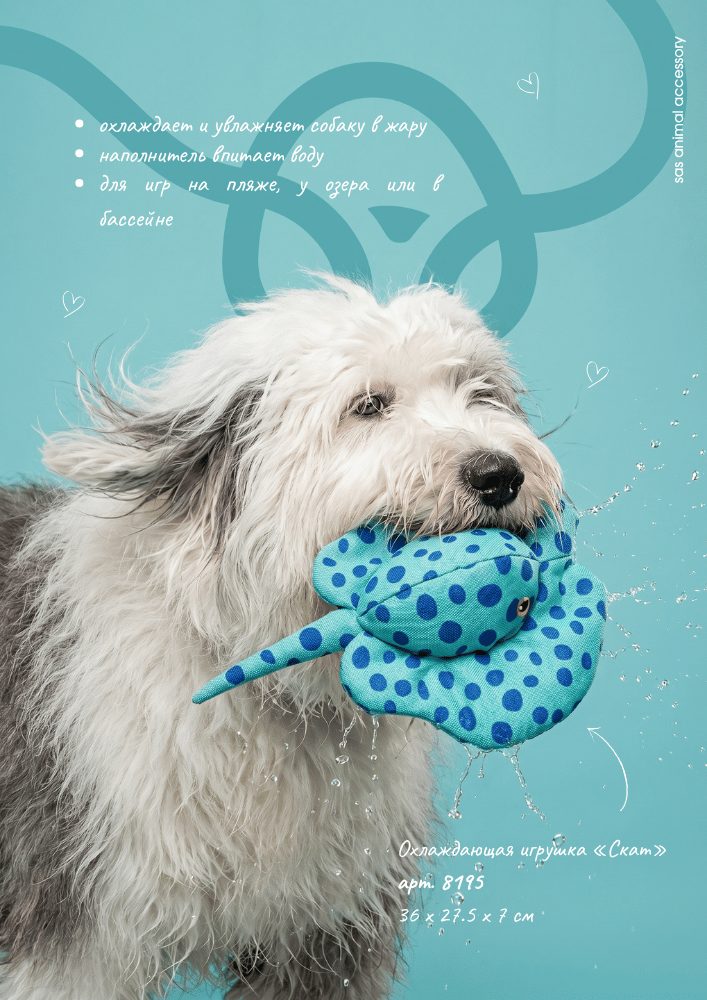 sas animal accessory
охлаждает и увлажняет собаку в жару
наполнитель впитает воду
для игр на пляже, у озера или в
бассейне
Охлаждающая игрушка «Скат»
арт. 8195
36 x 27.5 x 7 см